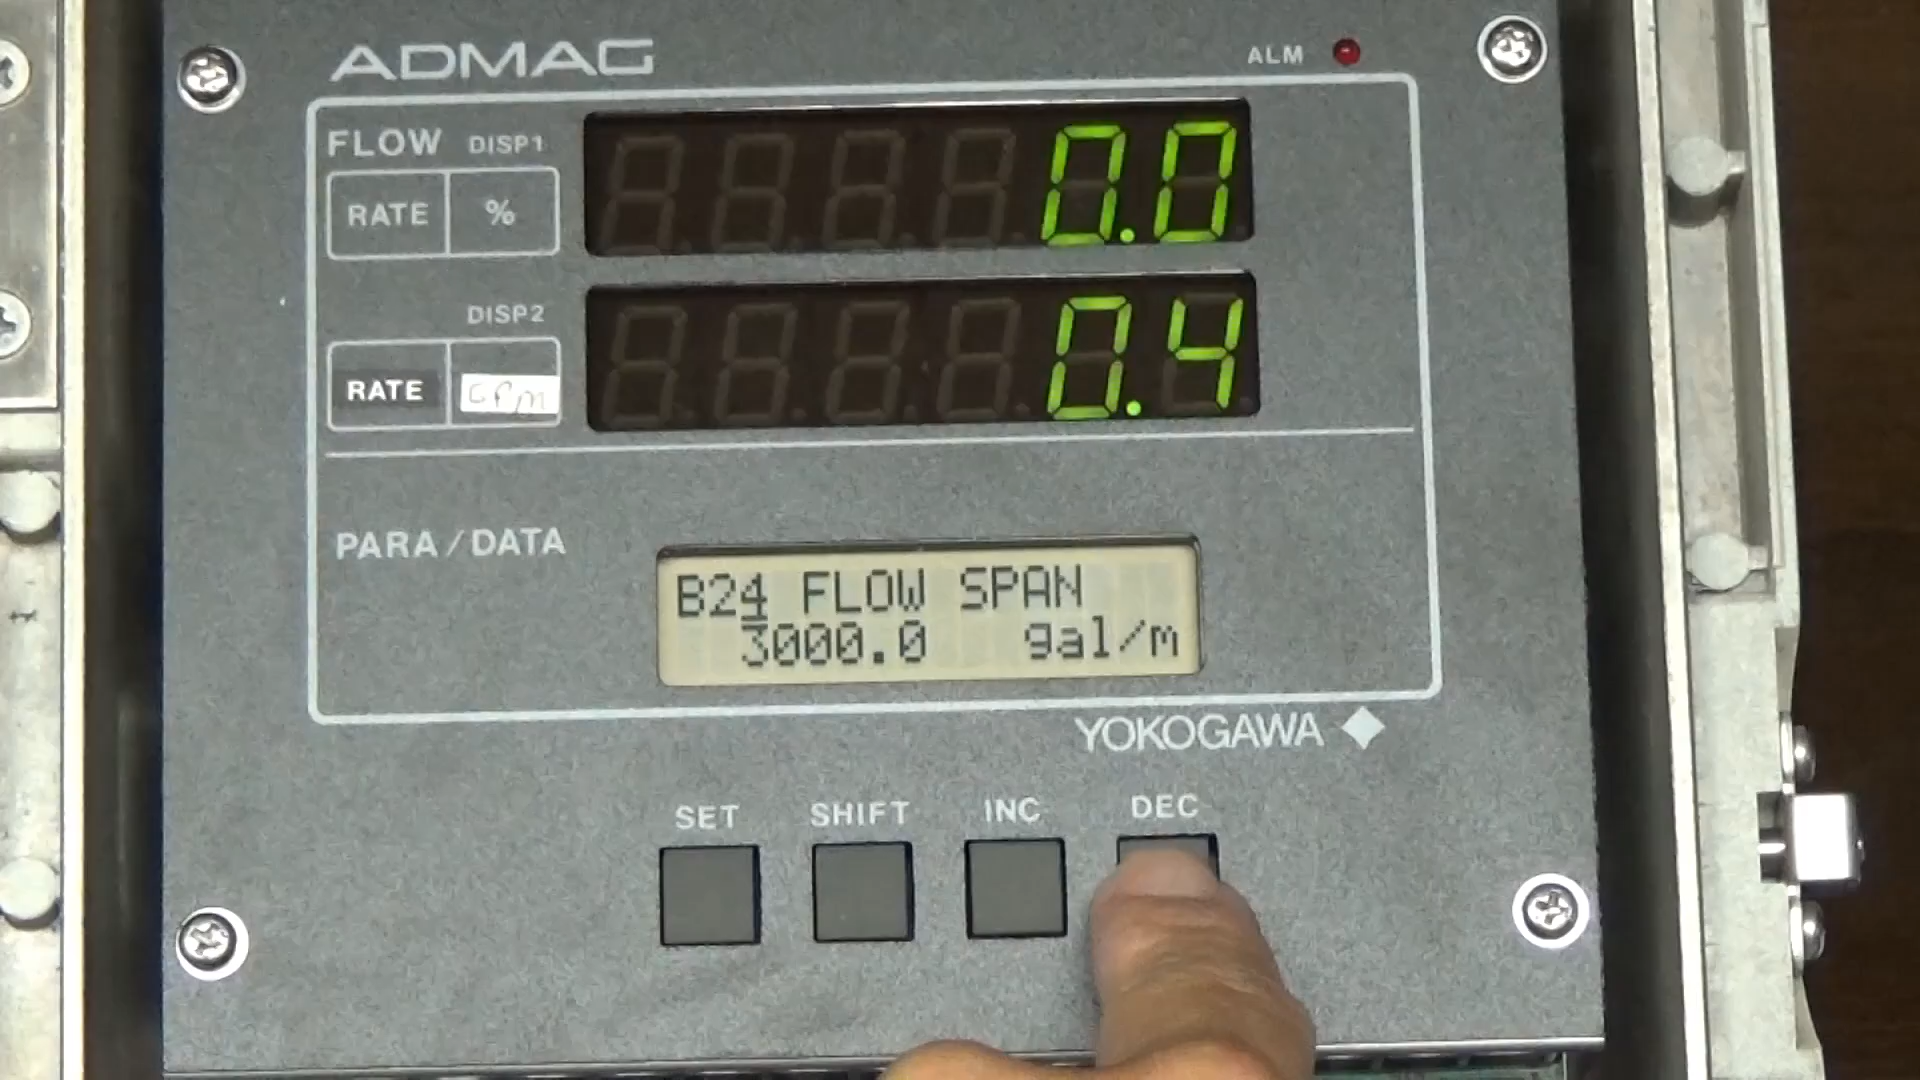 ADMAG
ALM
FLOW DISP1
RATE % 0.0
DISP2
RATE GPM 0.4
PARA/DATA
B24 FLOW SPAN
3000.0 gal/m
YOKOGAWA
SET SHIFT INC DEC